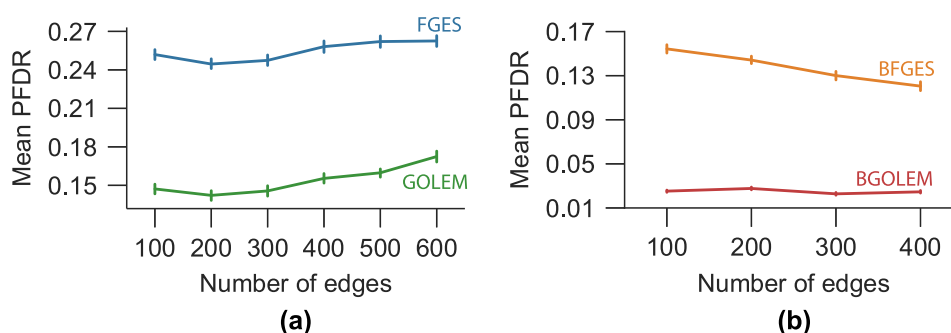 Mean PFDR
0.27
0.24
0.21
0.18
0.15
FGES
GOLEM
100 200 300 400 500 600
Number of edges
(a)
Mean PFDR
0.17
0.13
0.09
0.05
0.01
BFGES
BGOLEM
100 200 300 400
Number of edges
(b)